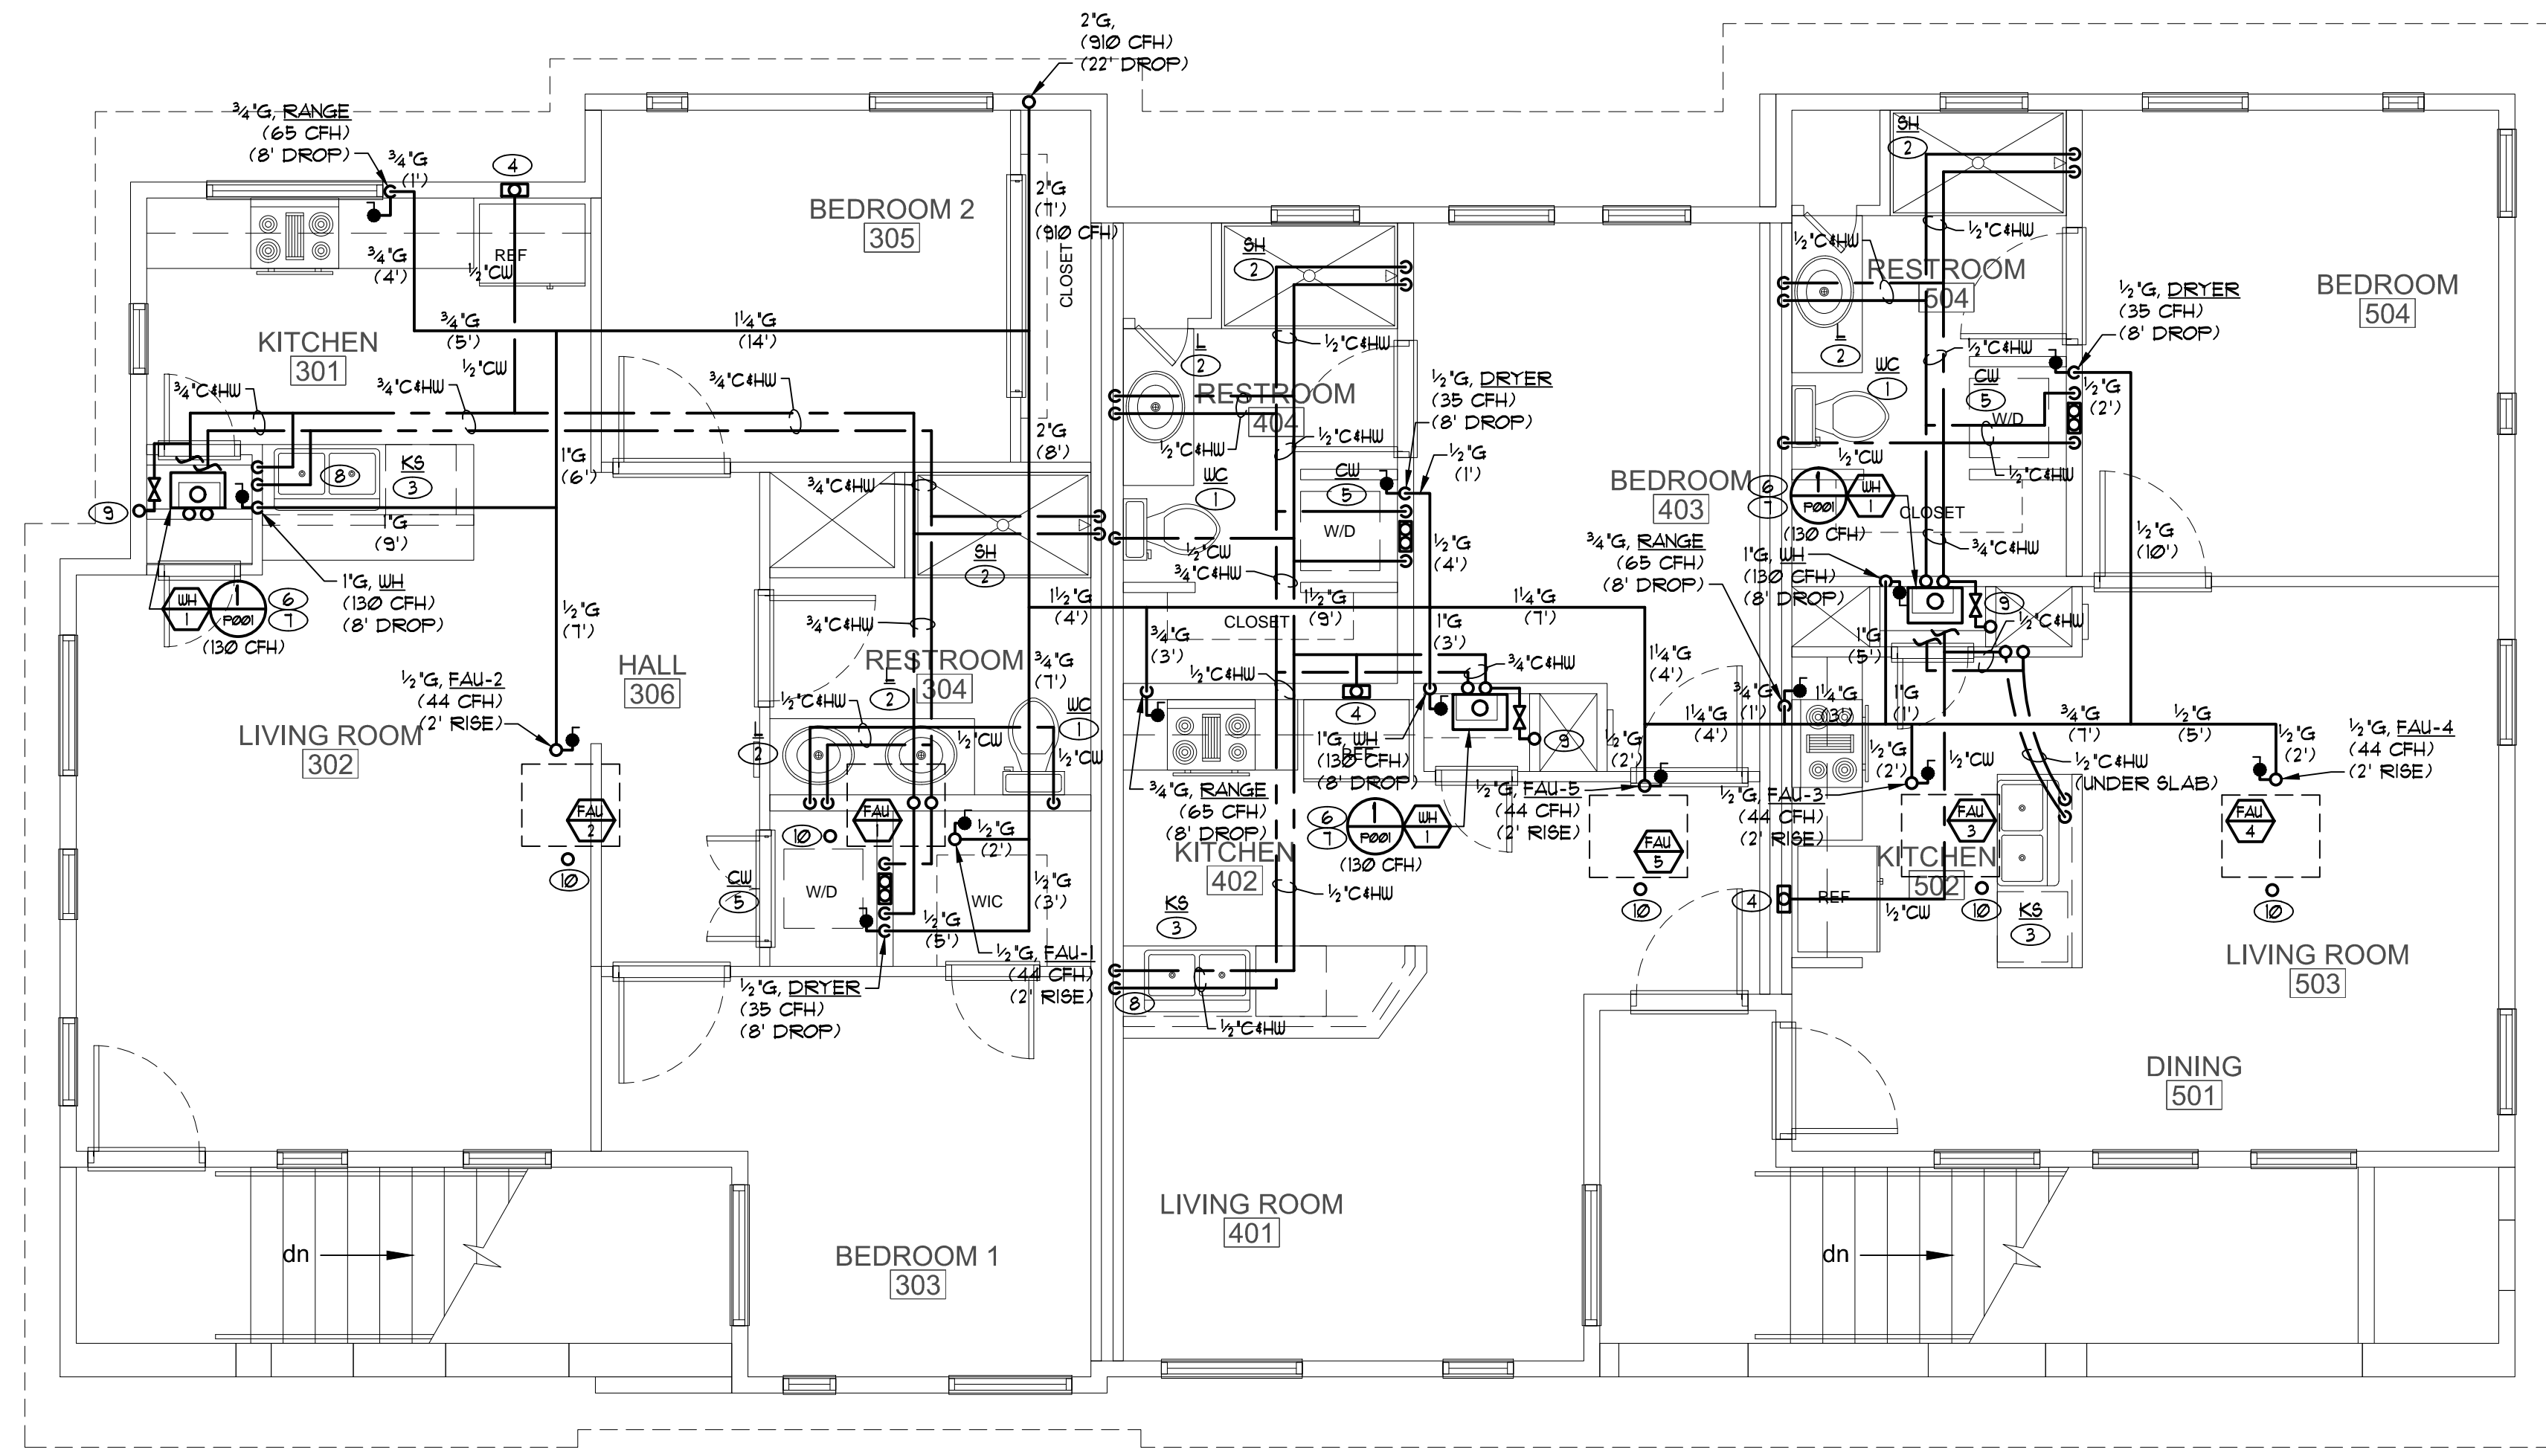 2"G,
(910 CFH)
(22' DROP)
3/4"G, RANGE
(65 CFH)
(8' DROP)
3/4"G
(1')
4
3/4"G
(4')
REF
1/2"CW
BEDROOM 2
305
2"G
(7')
(910 CFH)
CLOSET
KITCHEN
301
3/4"G
(5')
1/2"CW
1 1/4"G
(14')
3/4"C&HW
3/4"C&HW
3/4"C&HW
2"G
(8')
1"G
(6')
8
KS
3
9
1"G
(9')
WH
1
1
P001
6
7
(130 CFH)
1"G, WH
(130 CFH)
(8' DROP)
1/2"G
(7')
1/2"G, FAU-2
(44 CFH)
(2' RISE)
LIVING ROOM
302
FAU
2
10
HALL
306
3/4"C&HW
SH
2
3/4"C&HW
RESTROOM
304
L
2
1/2"C&HW
L
2
3/4"G
(7')
WC
1
1/2"CW
1/2"CW
FAU
1
10
1/2"G
(2')
CW
5
W/D
WIC
1/2"G
(3')
1/2"G
(5')
1/2"G, FAU-1
(44 CFH)
(2' RISE)
1/2"G, DRYER
(35 CFH)
(8' DROP)
BEDROOM 1
303
dn
SH
2
1/2"C&HW
L
2
RESTROOM
404
1/2"C&HW
1/2"C&HW
1/2"G, DRYER
(35 CFH)
(8' DROP)
1/2"G
(1')
WC
1
CW
5
W/D
1/2"CW
3/4"C&HW
1/2"G
(4')
1 1/2"G
(4')
CLOSET
1 1/2"G
(9')
1 1/4"G
(7')
3/4"G
(3')
1"G
(3')
3/4"C&HW
1/2"C&HW
4
REF
1"G, WH
(130 CFH)
(8' DROP)
9
3/4"G, RANGE
(65 CFH)
(8' DROP)
6
7
1
P001
WH
1
(130 CFH)
KITCHEN
402
1/2"C&HW
KS
3
8
1/2"C&HW
LIVING ROOM
401
BEDROOM
403
3/4"G, RANGE
(65 CFH)
(8' DROP)
1 1/4"G
(4')
1/2"G
(2')
1 1/4"G
(4')
1/2"G, FAU-5
(44 CFH)
(2' RISE)
FAU
5
10
SH
2
1/2"C&HW
1/2"C&HW
RESTROOM
504
L
2
1/2"C&HW
WC
1
CW
5
W/D
1/2"CW
1/2"C&HW
1/2"G, DRYER
(35 CFH)
(8' DROP)
1/2"G
(2')
BEDROOM
504
6
7
1
P001
WH
1
(130 CFH)
CLOSET
3/4"C&HW
1/2"G
(10')
1"G, WH
(130 CFH)
(8' DROP)
9
1/2"C&HW
1"G
(5')
3/4"G
(1')
1 1/4"G
(3')
1"G
(1')
3/4"G
(7')
1/2"G
(5')
1/2"G
(2')
1/2"G, FAU-4
(44 CFH)
(2' RISE)
1/2"G
(2')
1/2"CW
1/2"C&HW
(UNDER SLAB)
1/2"G, FAU-3
(44 CFH)
(2' RISE)
FAU
3
FAU
4
KITCHEN
502
4
REF
1/2"CW
10
KS
3
10
LIVING ROOM
503
DINING
501
dn